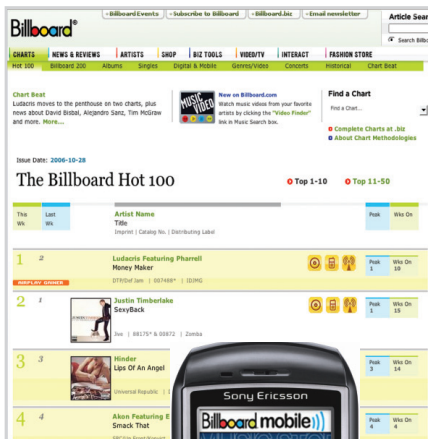 Billboard®
Billboard Events
Subscribe to Billboard
Billboard.biz
Email newsletter
Article Sear
Search Billbo
CHARTS NEWS & REVIEWS ARTISTS SHOP BIZ TOOLS VIDEO/TV INTERACT FASHION STORE
Hot 100 Billboard 200 Albums Singles Digital & Mobile Genres/Video Concerts Historical Chart Beat
Chart Beat
Ludacris moves to the penthouse on two charts, plus
news about David Bisbal, Alejandro Sanz, Tim McGraw
and more. More...
MUSIC VIDEO
New on Billboard.com
Watch music videos from your favorite
artists by clicking the "Video Finder"
link in Music Search box.
Find a Chart
Find a Chart...
Complete Charts at .biz
About Chart Methodologies
Issue Date: 2006-10-28
The Billboard Hot 100
Top 1-10 Top 11-50
This Wk
Last Wk
Artist Name
Title
Imprint | Catalog No. | Distributing Label
Peak
Wks On
1 2
Ludacris Featuring Pharrell
Money Maker
DTP/Def Jam | 007469* | IDJMG
Peak 1
Wks On 10
AIRPLAY GAINER
2 1
Justin Timberlake
SexyBack
Jive | 88175* & 00872 | Zomba
Peak 1
Wks On 15
3 3
Hinder
Lips Of An Angel
Universal Republic |
Peak 3
Wks On 14
4 4
Akon Featuring E
Smack That
Peak 4
Wks On 4
Sony Ericsson
Billboard mobile